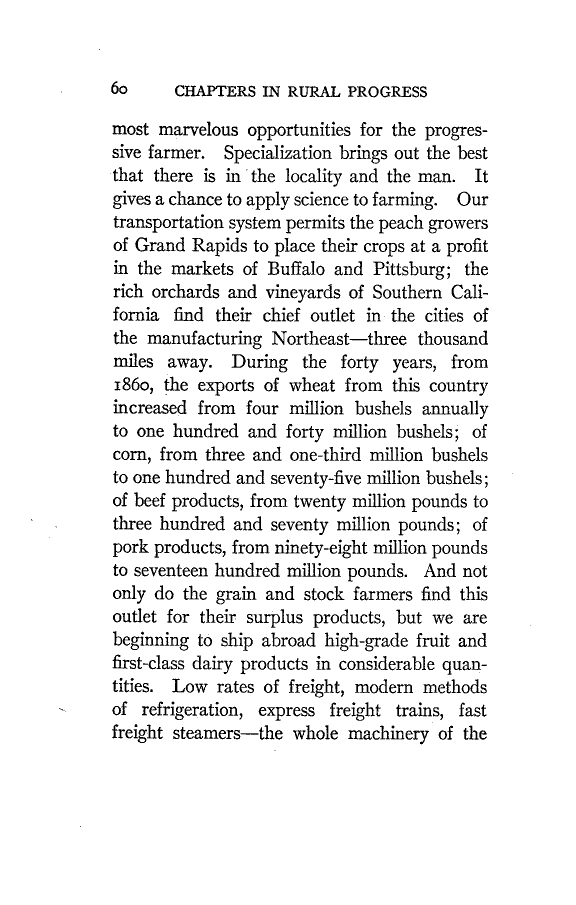 60 CHAPTERS IN RURAL PROGRESS
most marvelous opportunities for the progres-
sive farmer. Specialization brings out the best
that there is in the locality and the man. It
gives a chance to apply science to farming. Our
transportation system permits the peach growers
of Grand Rapids to place their crops at a profit
in the markets of Buffalo and Pittsburg; the
rich orchards and vineyards of Southern Cali-
fornia find their chief outlet in the cities of
the manufacturing Northeast—three thousand
miles away. During the forty years, from
1860, the exports of wheat from this country
increased from four million bushels annually
to one hundred and forty million bushels; of
corn, from three and one-third million bushels
to one hundred and seventy-five million bushels;
of beef products, from twenty million pounds to
three hundred and seventy million pounds; of
pork products, from ninety-eight million pounds
to seventeen hundred million pounds. And not
only do the grain and stock farmers find this
outlet for their surplus products, but we are
beginning to ship abroad high-grade fruit and
first-class dairy products in considerable quan-
tities. Low rates of freight, modern methods
of refrigeration, express freight trains, fast
freight steamers—the whole machinery of the